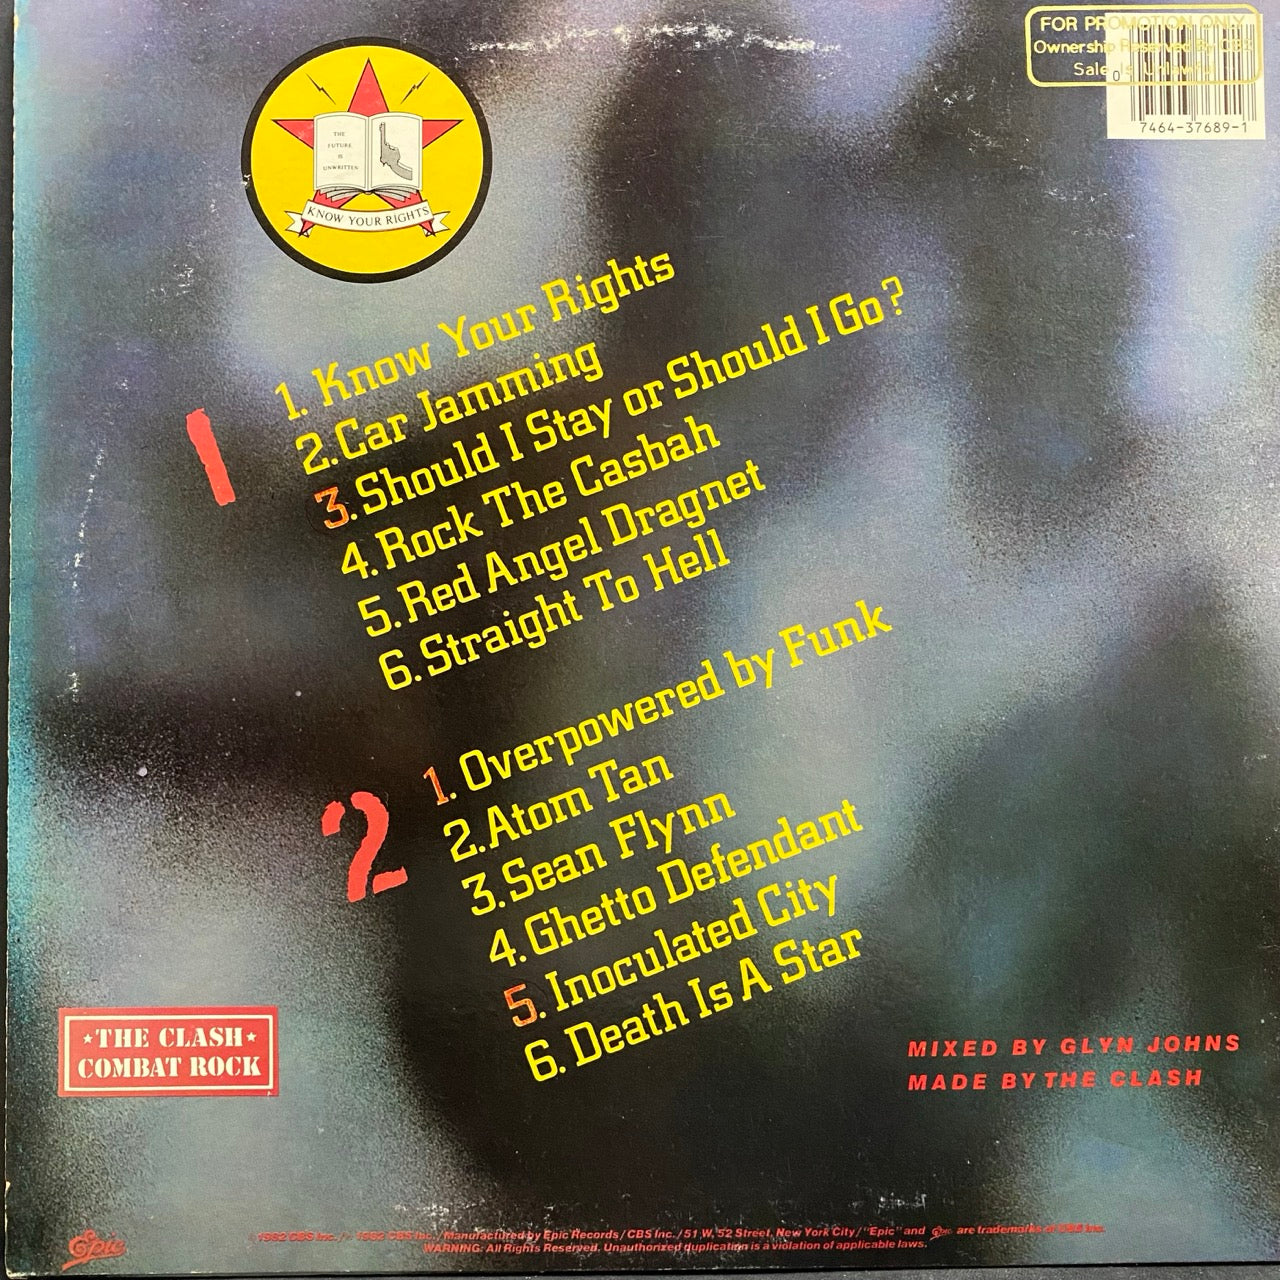 FOR PROMOTION ONLY
Ownership Reserved By CBS
Sale Is Unlawful
0
7464-37689-1
THE
FUTURE
IS
UNWRITTEN
KNOW YOUR RIGHTS
1
1. Know Your Rights
2. Car Jamming
3. Should I Stay or Should I Go?
4. Rock The Casbah
5. Red Angel Dragnet
6. Straight To Hell
2
1. Overpowered by Funk
2. Atom Tan
3. Sean Flynn
4. Ghetto Defendant
5. Inoculated City
6. Death Is A Star
★THE CLASH★
COMBAT ROCK
MIXED BY GLYN JOHNS
MADE BY THE CLASH
Epic
1982 CBS Inc. / 1982 CBS Inc. / Manufactured by Epic Records / CBS Inc. / 51 W. 52 Street, New York City / "Epic" and Epic are trademarks of CBS Inc.
WARNING: All Rights Reserved. Unauthorized duplication is a violation of applicable laws.